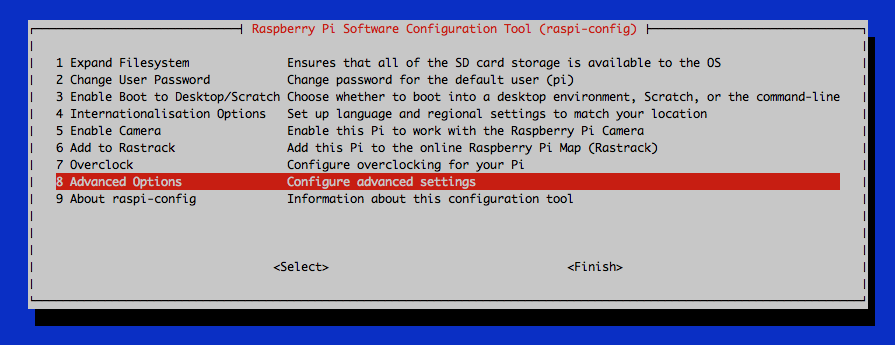 Raspberry Pi Software Configuration Tool (raspi-config)
1 Expand Filesystem Ensures that all of the SD card storage is available to the OS
2 Change User Password Change password for the default user (pi)
3 Enable Boot to Desktop/Scratch Choose whether to boot into a desktop environment, Scratch, or the command-line
4 Internationalisation Options Set up language and regional settings to match your location
5 Enable Camera Enable this Pi to work with the Raspberry Pi Camera
6 Add to Rastrack Add this Pi to the online Raspberry Pi Map (Rastrack)
7 Overclock Configure overclocking for your Pi
8 Advanced Options Configure advanced settings
9 About raspi-config Information about this configuration tool
<Select> <Finish>